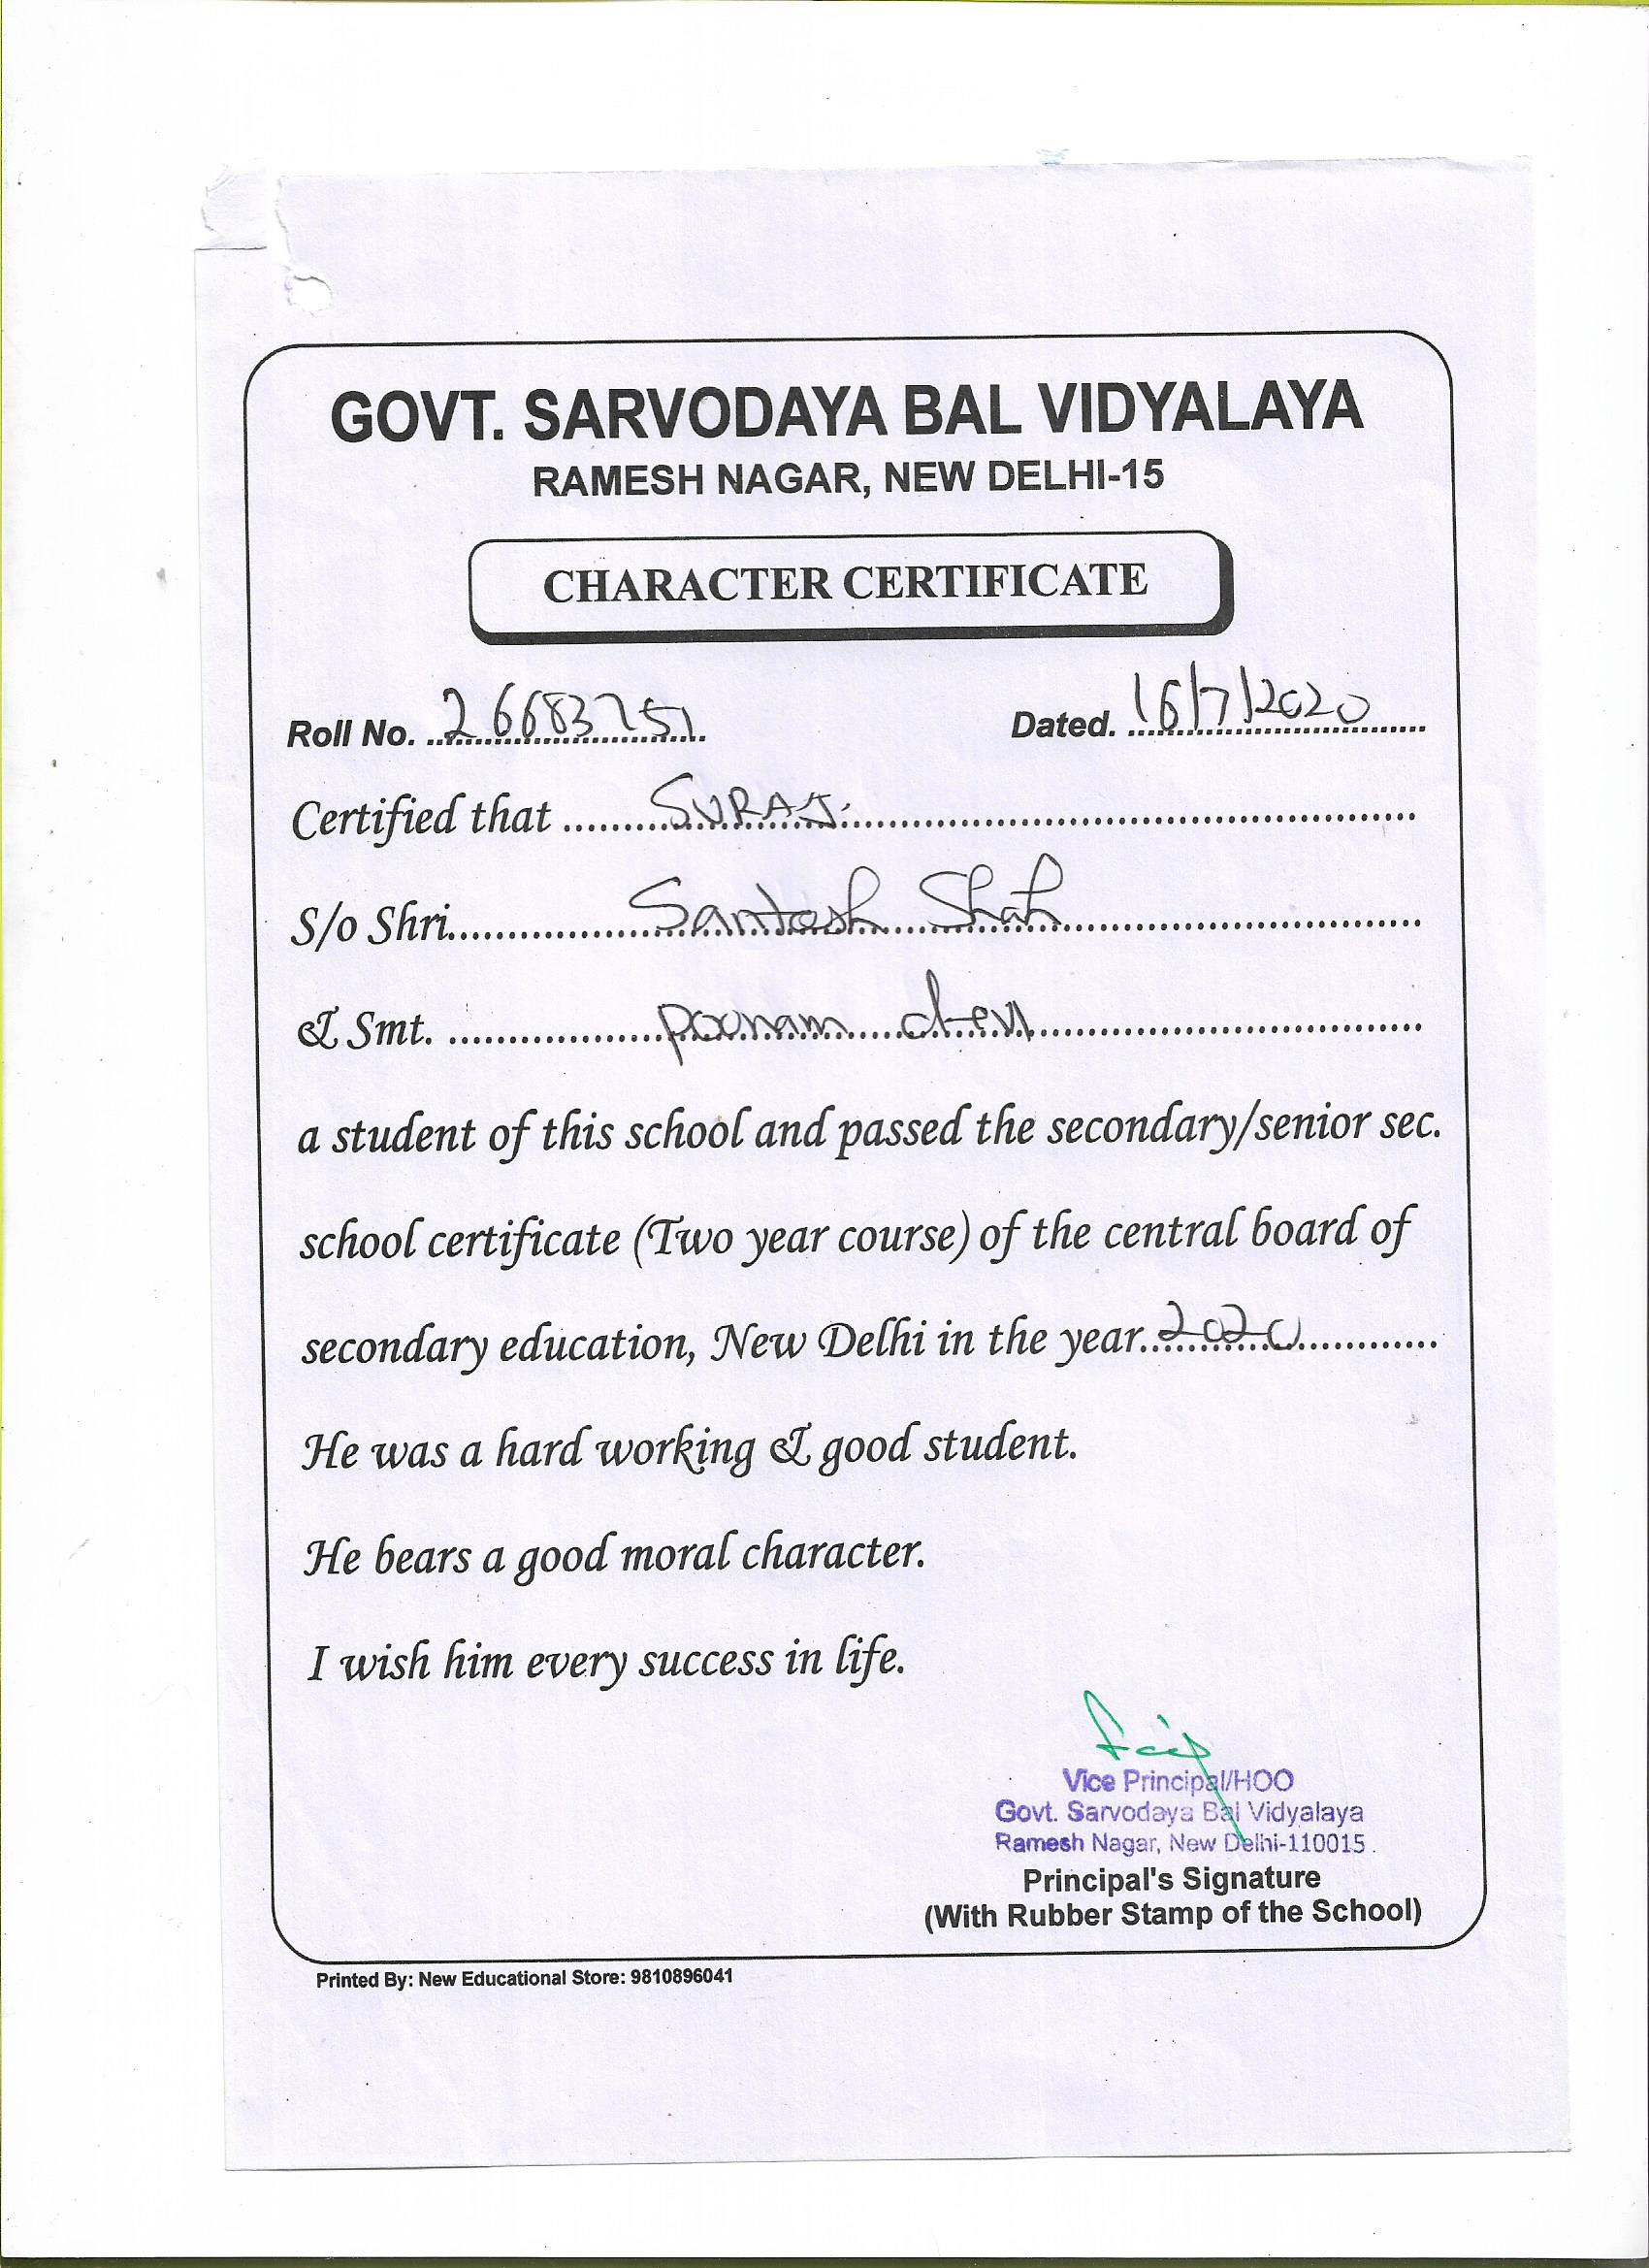 GOVT. SARVODAYA BAL VIDYALAYA
RAMESH NAGAR, NEW DELHI-15
CHARACTER CERTIFICATE
Roll No. 26683751 Dated. 16/7/2020
Certified that SURAJ.
S/o Shri Santosh Shah
& Smt. poonam devi
a student of this school and passed the secondary/senior sec.
school certificate (Two year course) of the central board of
secondary education, New Delhi in the year 2020
He was a hard working & good student.
He bears a good moral character.
I wish him every success in life.
Vice Principal/HOO
Govt. Sarvodaya Bal Vidyalaya
Ramesh Nagar, New Delhi-110015.
Principal's Signature
(With Rubber Stamp of the School)
Printed By: New Educational Store: 9810896041